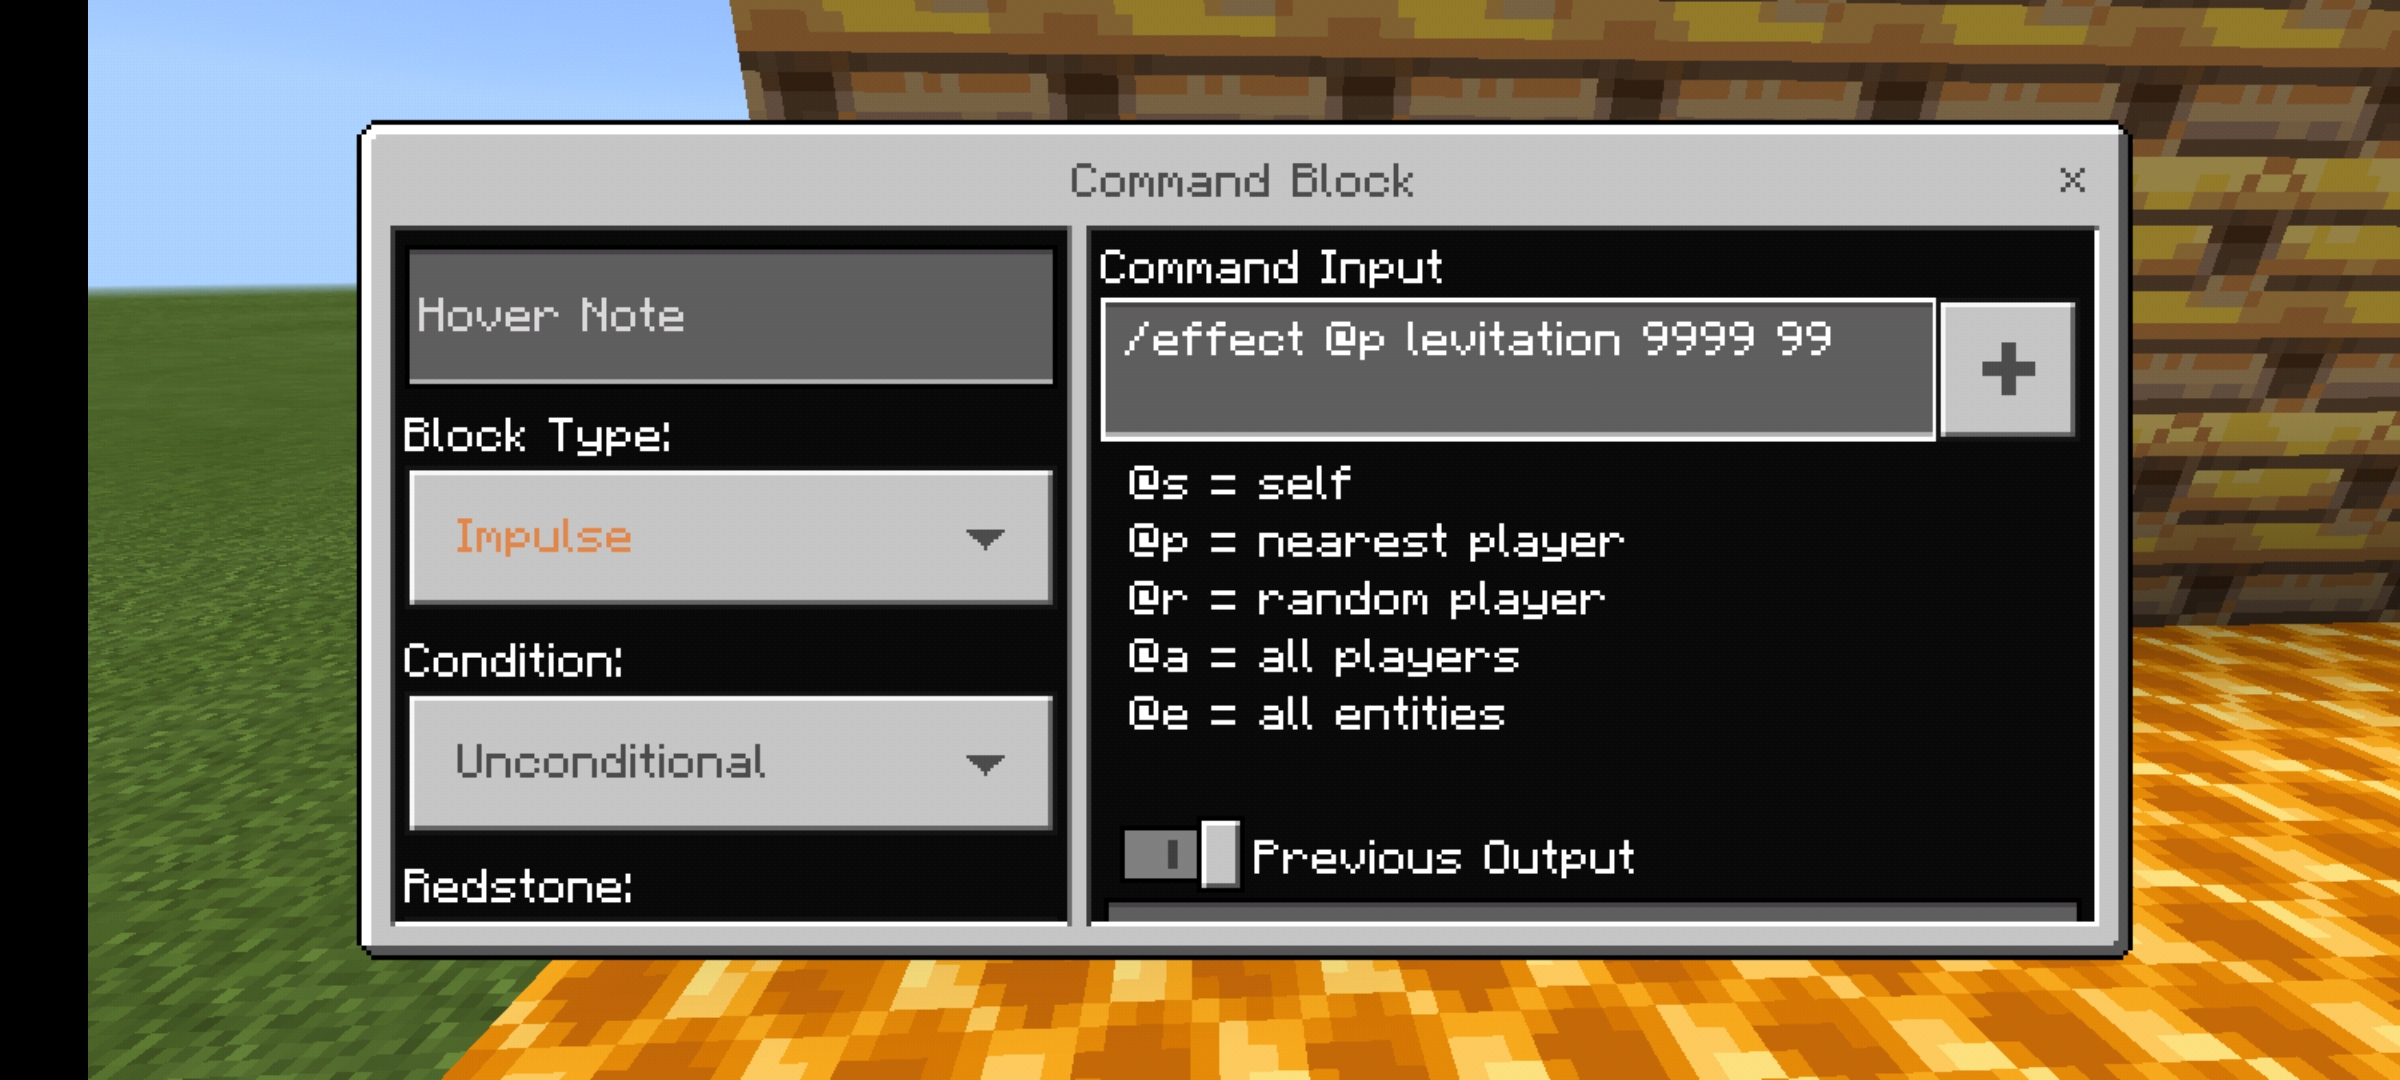 Command Block
Hover Note
Block Type:
Impulse
Condition:
Unconditional
Redstone:
Command Input
/effect @p levitation 9999 99
@s = self
@p = nearest player
@r = random player
@a = all players
@e = all entities
Previous Output